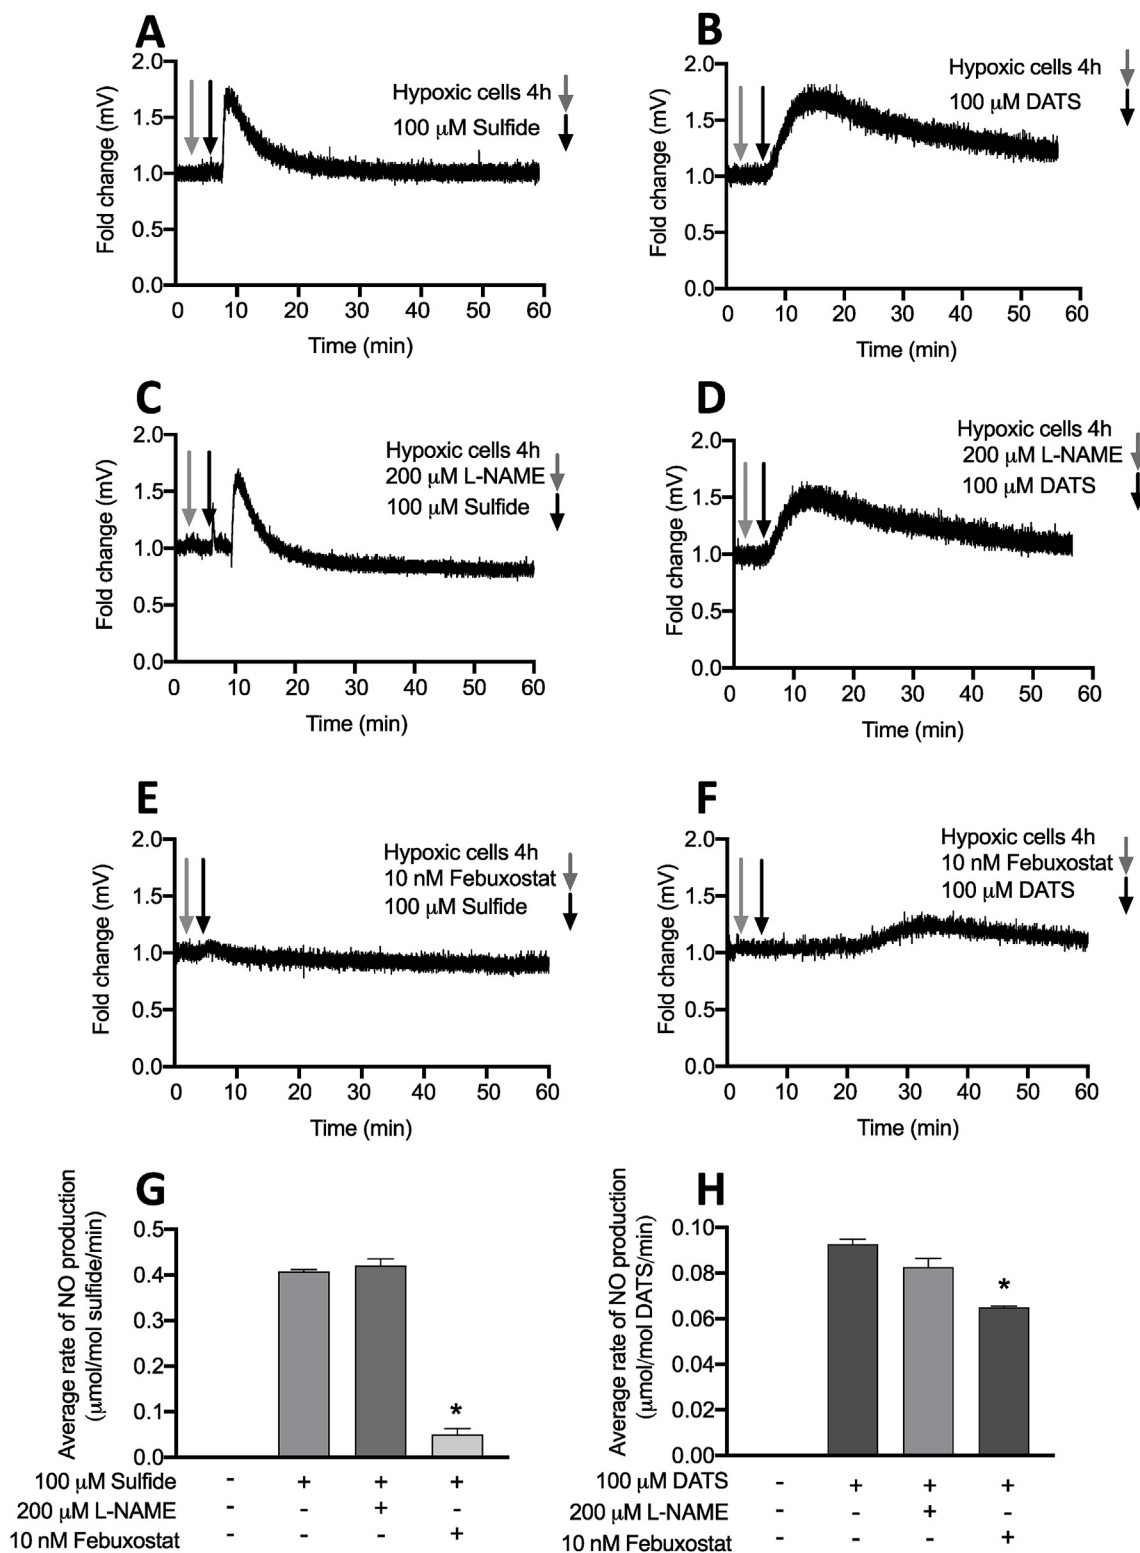 A
2.0
1.5
1.0
0.5
0.0
Fold change (mV)
Hypoxic cells 4h
100 μM Sulfide
0 10 20 30 40 50 60
Time (min)
B
2.0
1.5
1.0
0.5
0.0
Fold change (mV)
Hypoxic cells 4h
100 μM DATS
0 10 20 30 40 50 60
Time (min)
C
2.0
1.5
1.0
0.5
0.0
Fold change (mV)
Hypoxic cells 4h
200 μM L-NAME
100 μM Sulfide
0 10 20 30 40 50 60
Time (min)
D
2.0
1.5
1.0
0.5
0.0
Fold change (mV)
Hypoxic cells 4h
200 μM L-NAME
100 μM DATS
0 10 20 30 40 50 60
Time (min)
E
2.0
1.5
1.0
0.5
0.0
Fold change (mV)
Hypoxic cells 4h
10 nM Febuxostat
100 μM Sulfide
0 10 20 30 40 50 60
Time (min)
F
2.0
1.5
1.0
0.5
0.0
Fold change (mV)
Hypoxic cells 4h
10 nM Febuxostat
100 μM DATS
0 10 20 30 40 50 60
Time (min)
G
Average rate of NO production
(μmol/mol sulfide/min)
0.5
0.4
0.3
0.2
0.1
0.0
*
100 μM Sulfide - + + +
200 μM L-NAME - - + -
10 nM Febuxostat - - - +
H
Average rate of NO production
(μmol/mol DATS/min)
0.10
0.08
0.06
0.04
0.02
0.00
*
100 μM DATS - + + +
200 μM L-NAME - - + -
10 nM Febuxostat - - - +